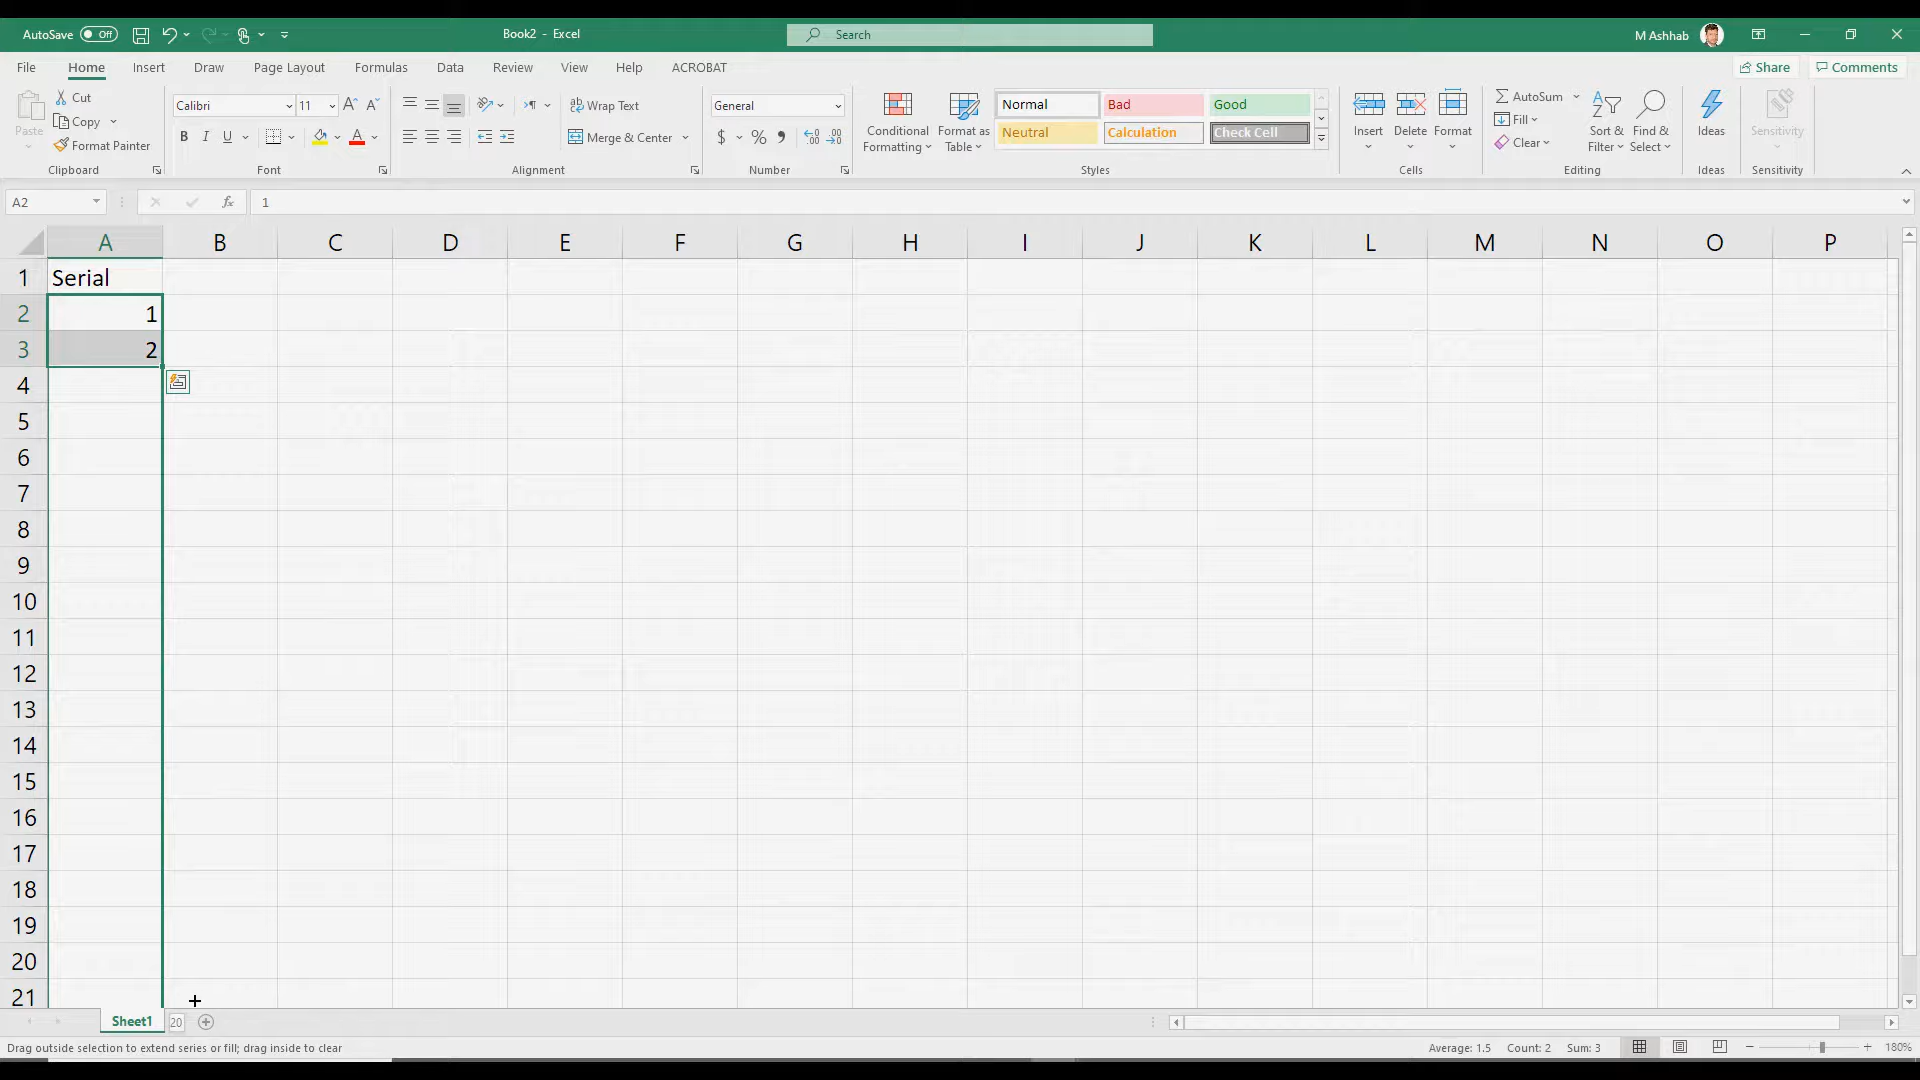 AutoSave Off Book2 - Excel Search M Ashhab
File Home Insert Draw Page Layout Formulas Data Review View Help ACROBAT Share Comments
Paste Cut Copy Format Painter
Clipboard
Calibri 11
B I U A
Font
Wrap Text
Merge & Center
Alignment
General
$ %
Number
Conditional Formatting
Format as Table
Normal Bad Good
Neutral Calculation Check Cell
Styles
Insert Delete Format
Cells
AutoSum
Fill
Clear
Sort & Filter
Find & Select
Editing
Ideas
Ideas
Sensitivity
Sensitivity
A2 fx 1
A B C D E F G H I J K L M N O P
1 Serial
2 1
3 2
4
5
6
7
8
9
10
11
12
13
14
15
16
17
18
19
20
21
Sheet1 20
Drag outside selection to extend series or fill; drag inside to clear Average: 1.5 Count: 2 Sum: 3 180%